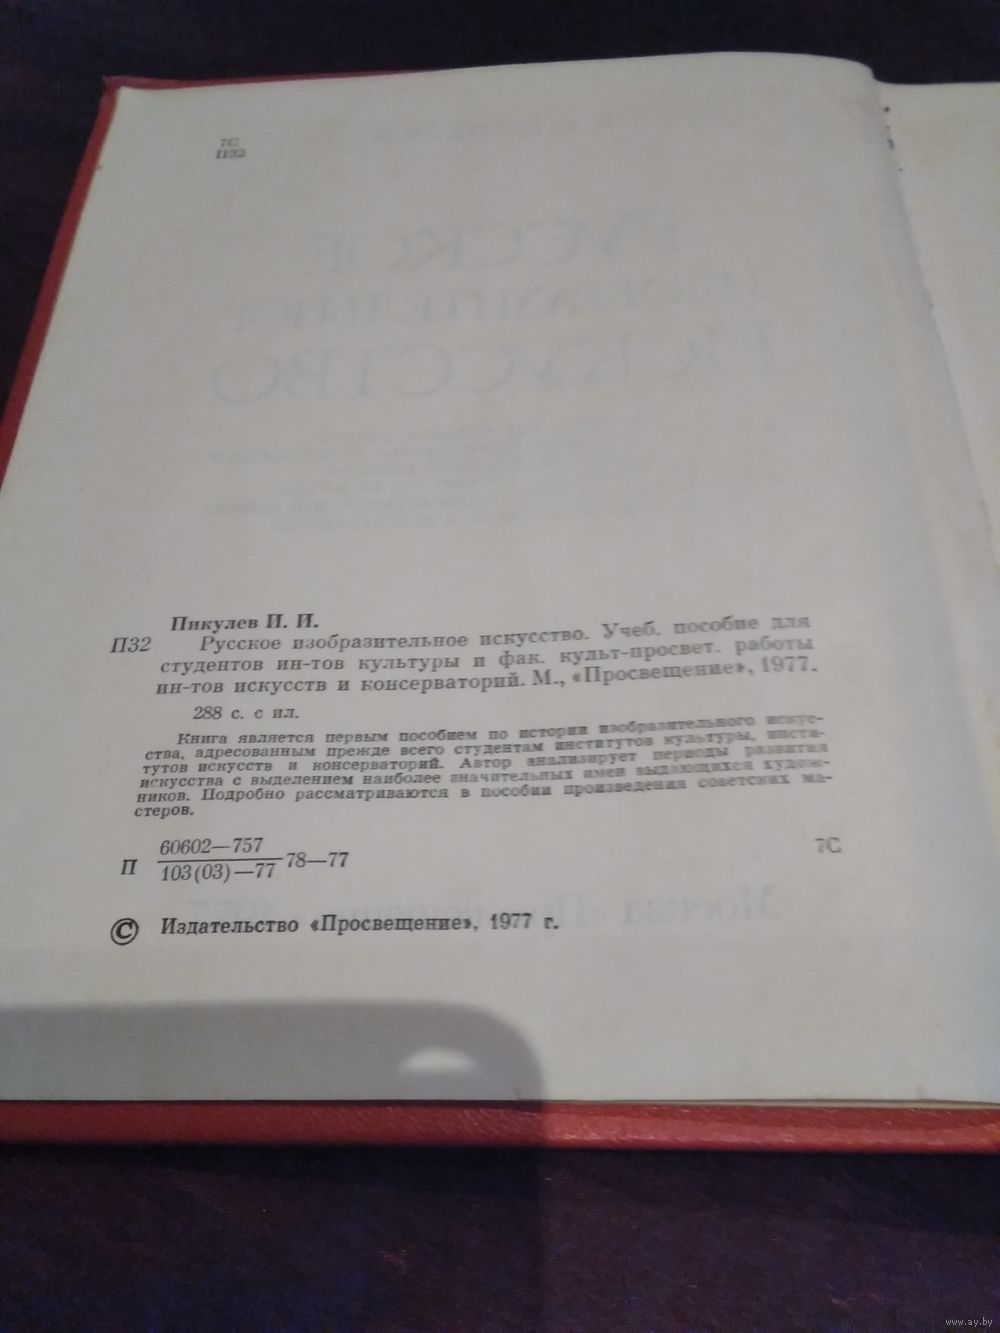 7С
П32
Пикулев И. И.
П32 Русское изобразительное искусство. Учеб. пособие для
студентов ин-тов культуры и фак. культ-просвет. работы
ин-тов искусств и консерваторий. М., «Просвещение», 1977.
288 с. с ил.
Книга является первым пособием по истории изобразительного искус-
ства, адресованным прежде всего студентам институтов культуры, инсти-
тутов искусств и консерваторий. Автор анализирует периоды развития
искусства с выделением наиболее значительных имен выдающихся худож-
ников. Подробно рассматриваются в пособии произведения советских ма-
стеров.
П 60602—757
103(03)—77 78—77
7С
© Издательство «Просвещение», 1977 г.
www.ay.by